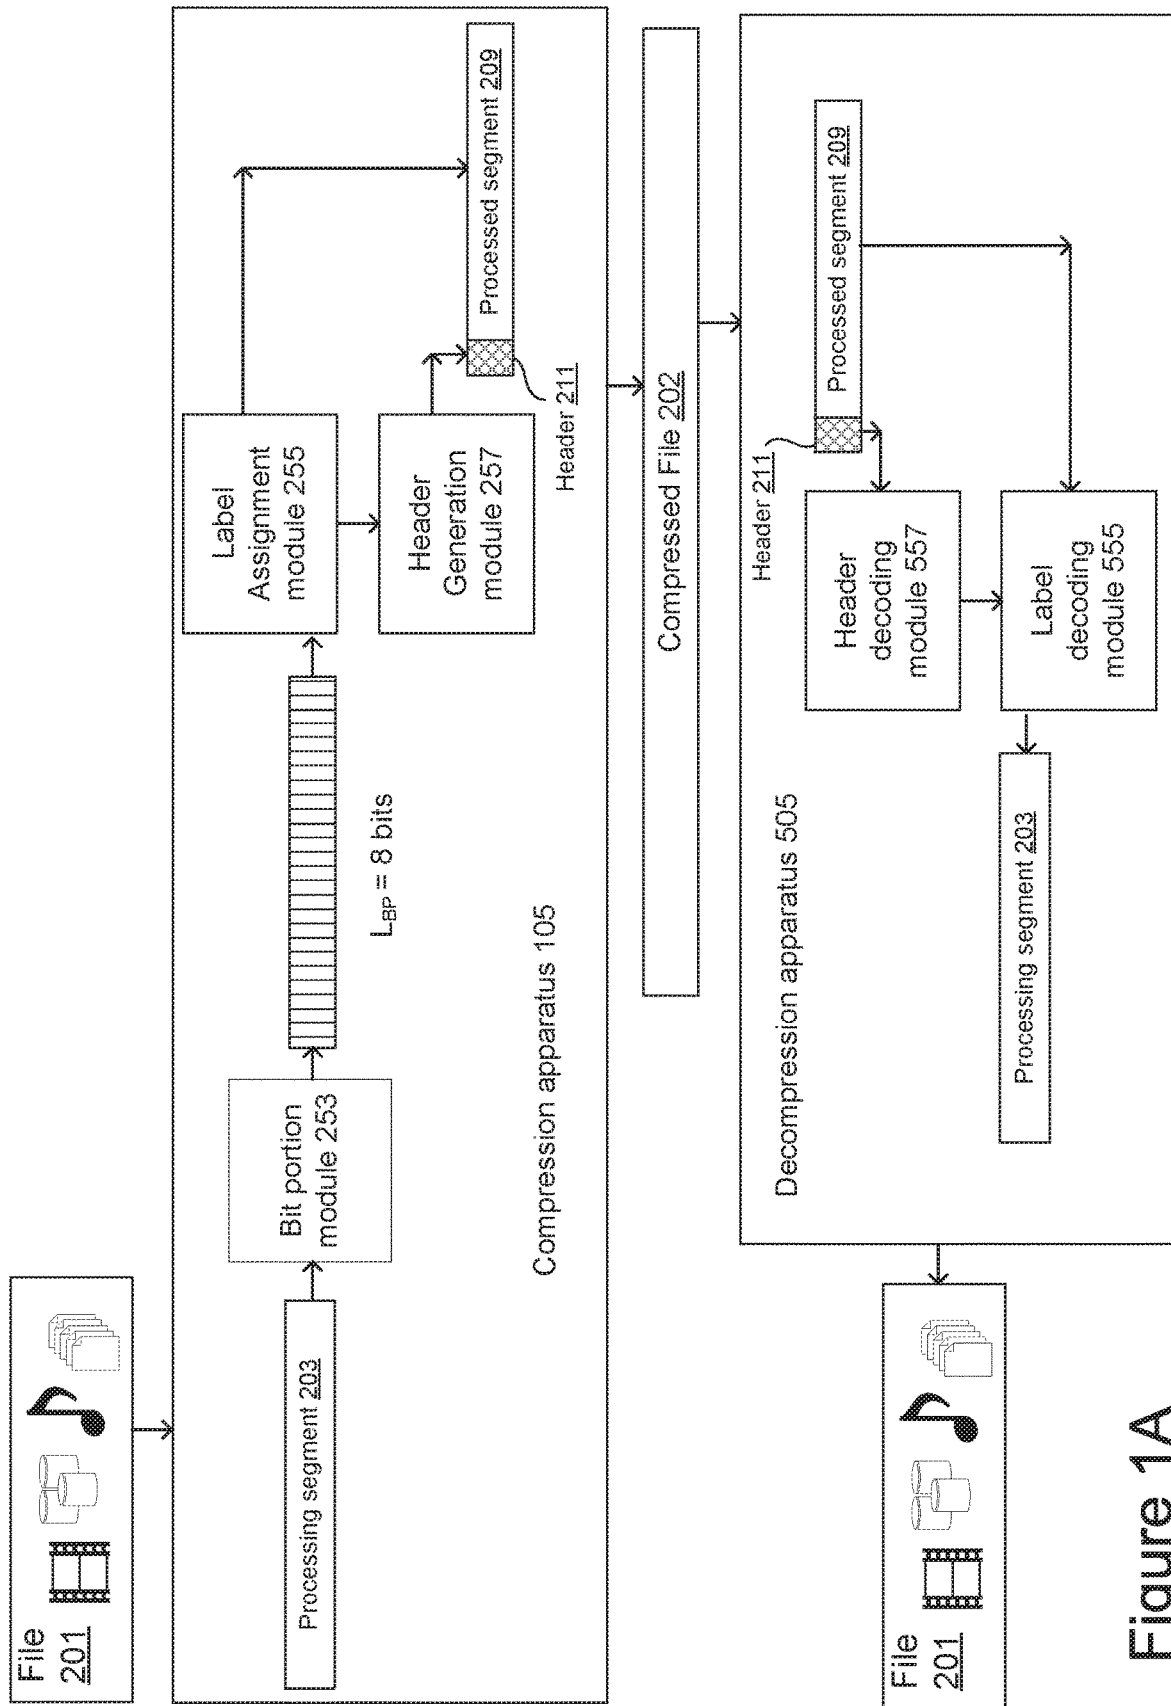 File
201
Processing segment 203
Bit portion
module 253
L_BP = 8 bits
Label
Assignment
module 255
Header
Generation
module 257
Header 211
Processed segment 209
Compression apparatus 105
Compressed File 202
Decompression apparatus 505
Header 211
Processed segment 209
Header
decoding
module 557
Label
decoding
module 555
Processing segment 203
File
201
Figure 1A